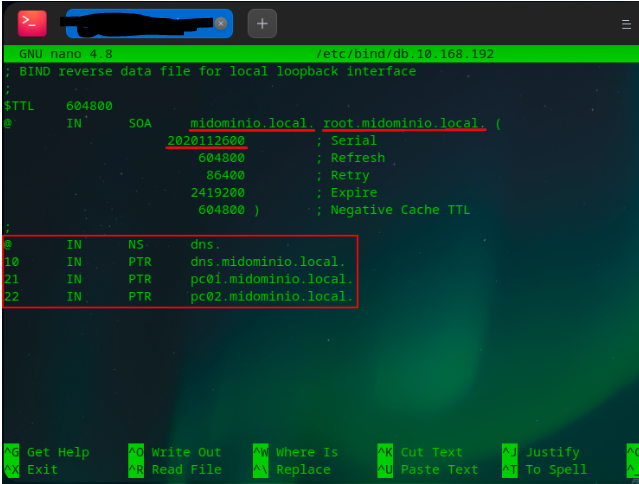 GNU nano 4.8 /etc/bind/db.10.168.192
; BIND reverse data file for local loopback interface
;
$TTL 604800
@ IN SOA midominio.local. root.midominio.local. (
2020112600 ; Serial
604800 ; Refresh
86400 ; Retry
2419200 ; Expire
604800 ) ; Negative Cache TTL
;
@ IN NS dns.
10 IN PTR dns.midominio.local.
21 IN PTR pc01.midominio.local.
22 IN PTR pc02.midominio.local.
^G Get Help ^O Write Out ^W Where Is ^K Cut Text ^J Justify
^X Exit ^R Read File ^\ Replace ^U Paste Text ^T To Spell